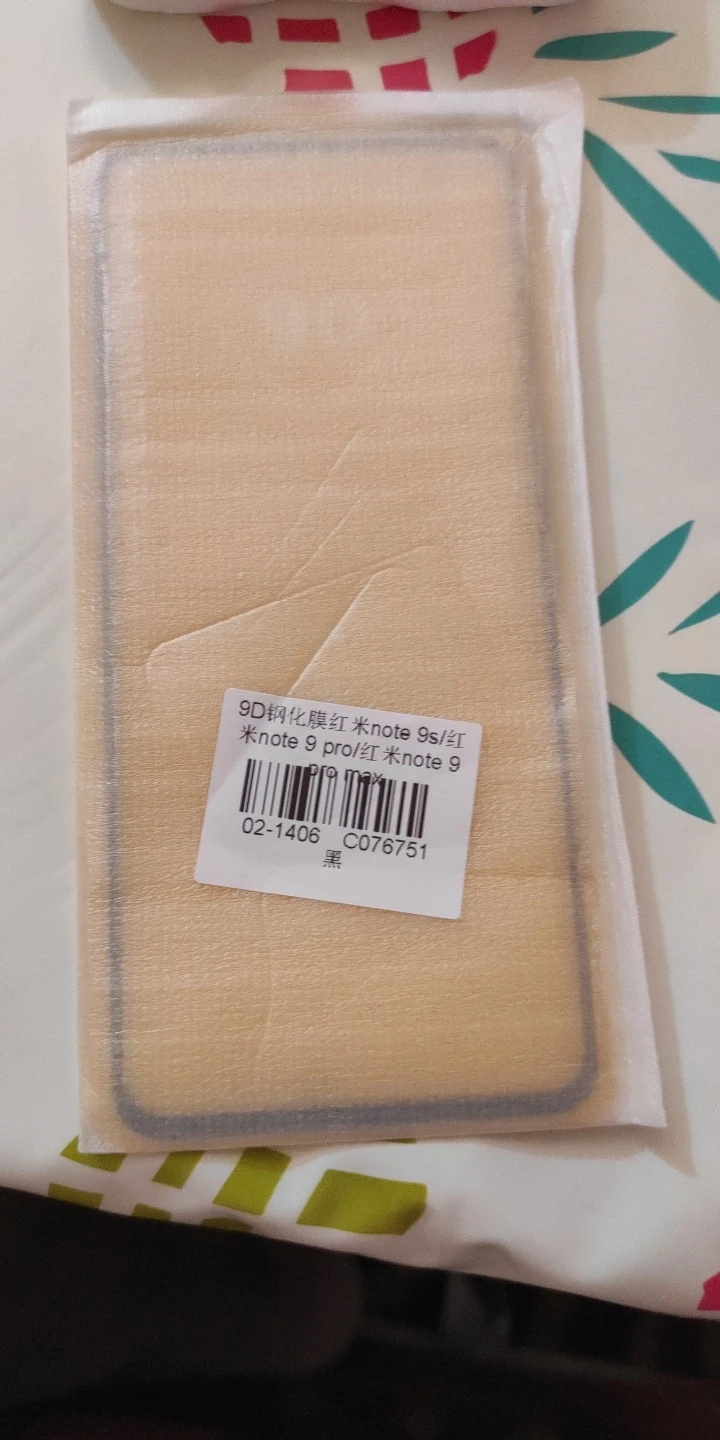 9D钢化膜红米note 9s/红
米note 9 pro/红米note 9
pro max
02-1406 C076751
黑